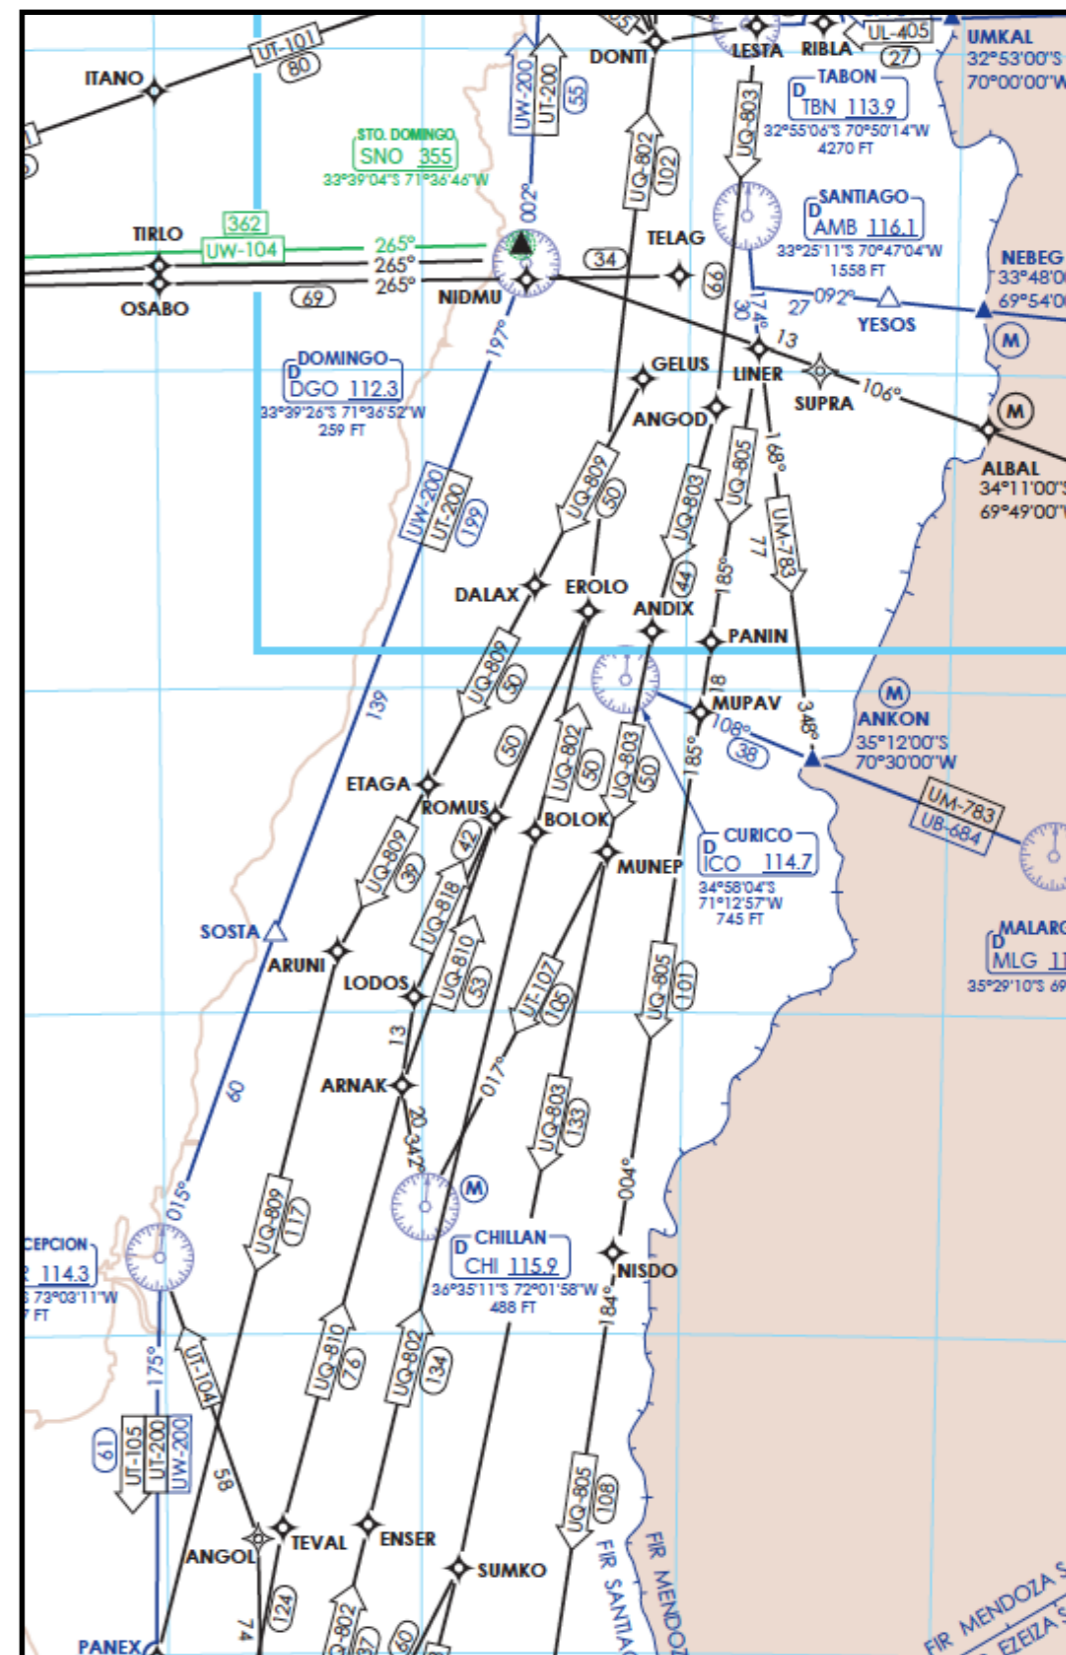 UT-101
80
ITANO
DONTI
LESTA
RIBLA
UL-405
27
UMKAL
32°53'00"S
70°00'00"W
UW-200
UT-200
55
TABON
D
TBN 113.9
32°55'06"S 70°50'14"W
4270 FT
UQ-803
UQ-802
102
STO. DOMINGO
SNO 355
33°39'04"S 71°36'46"W
002°
SANTIAGO
D
AMB 116.1
33°25'11"S 70°47'04"W
1558 FT
362
UW-104
TIRLO
265°
265°
265°
OSABO
69
NIDMU
34
TELAG
66
NEBEG
33°48'0
69°54'0
174°
30
27
092°
YESOS
M
197°
13
LINER
SUPRA
106°
M
ALBAL
34°11'00"S
69°49'00"W
DOMINGO
D
DGO 112.3
33°39'26"S 71°36'52"W
259 FT
GELUS
ANGOD
UQ-809
50
UQ-803
44
UQ-805
185°
168°
UM-783
77
UW-200
UT-200
199
DALAX
EROLO
ANDIX
PANIN
UQ-809
50
139
50
UQ-802
50
UQ-803
50
18
MUPAV
108°
38
348°
M
ANKON
35°12'00"S
70°30'00"W
185°
UM-783
UB-684
ETAGA
ROMUS
BOLOK
MUNEP
CURICO
D
ICO 114.7
34°58'04"S
71°12'57"W
745 FT
MALARG
D
MLG 11
35°29'10"S 69
UQ-809
39
42
UQ-818
UQ-810
53
SOSTA
ARUNI
LODOS
UT-107
106
UQ-805
101
13
60
ARNAK
017°
20
342°
UQ-803
133
M
015°
UQ-809
117
004°
CEPCION
114.3
S 73°03'11"W
FT
CHILLAN
D
CHI 115.9
36°35'11"S 72°01'58"W
488 FT
NISDO
184°
175°
UT-104
UQ-810
76
UQ-802
134
61
UT-105
UT-200
UW-200
58
UQ-805
108
ANGOL
TEVAL
ENSER
SUMKO
124
74
60
FIR SANTIAG
FIR MENDOZ
PANEX
FIR MENDOZA S
EZEIZA S